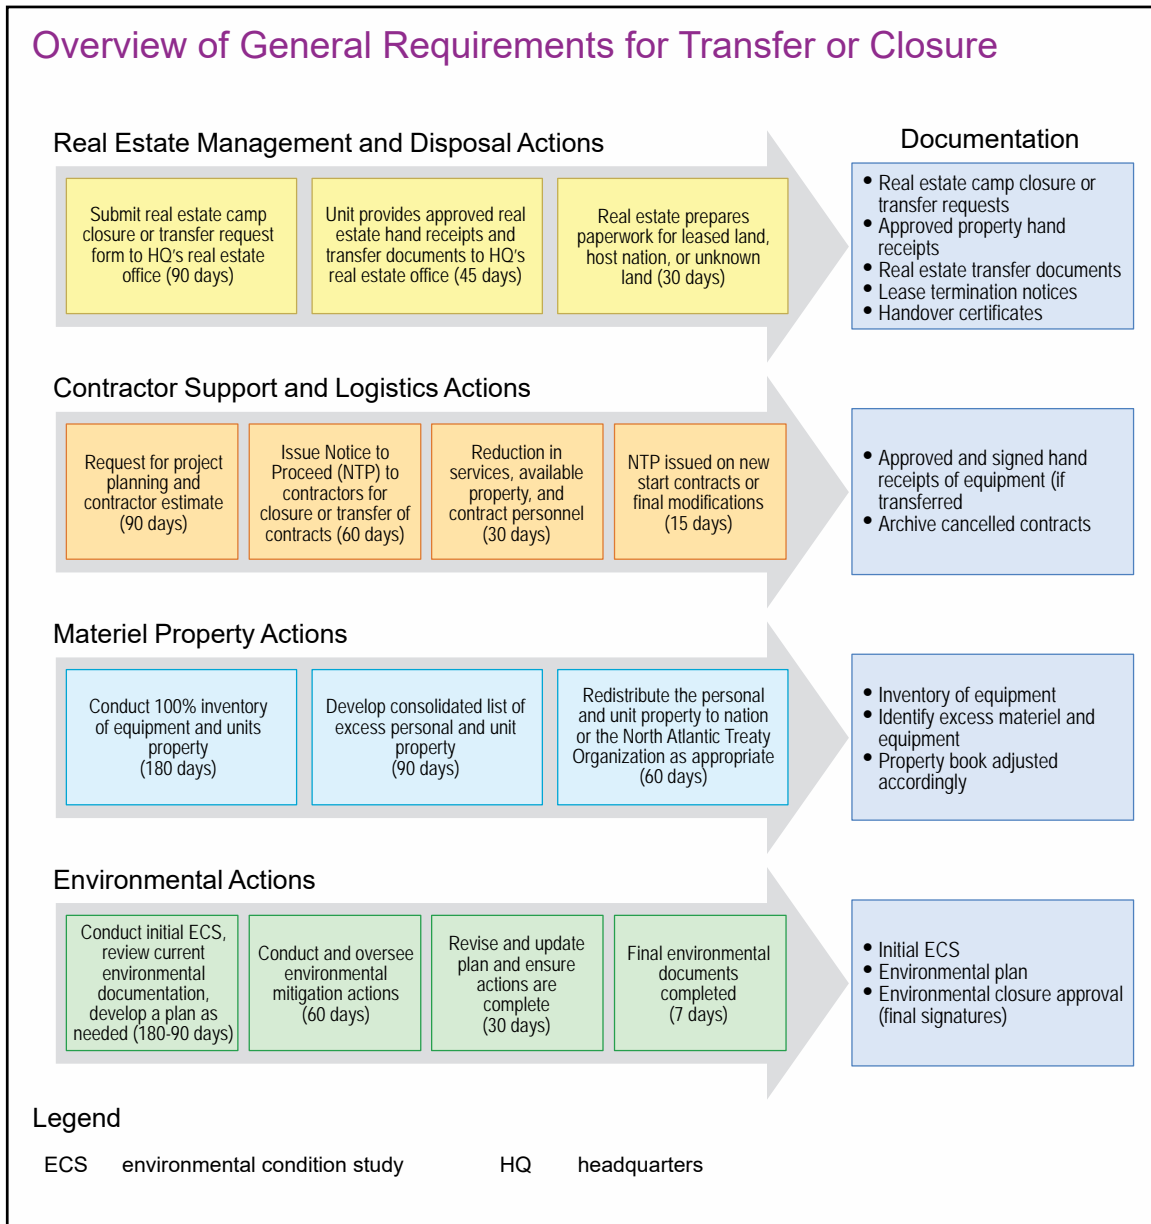 Overview of General Requirements for Transfer or Closure
Real Estate Management and Disposal Actions
Submit real estate camp
closure or transfer request
form to HQ's real estate
office (90 days)
Unit provides approved real
estate hand receipts and
transfer documents to HQ's
real estate office (45 days)
Real estate prepares
paperwork for leased land,
host nation, or unknown
land (30 days)
Documentation
• Real estate camp closure or
transfer requests
• Approved property hand
receipts
• Real estate transfer documents
• Lease termination notices
• Handover certificates
Contractor Support and Logistics Actions
Request for project
planning and
contractor estimate
(90 days)
Issue Notice to
Proceed (NTP) to
contractors for
closure or transfer of
contracts (60 days)
Reduction in
services, available
property, and
contract personnel
(30 days)
NTP issued on new
start contracts or
final modifications
(15 days)
• Approved and signed hand
receipts of equipment (if
transferred
• Archive cancelled contracts
Materiel Property Actions
Conduct 100% inventory
of equipment and units
property
(180 days)
Develop consolidated list of
excess personal and unit
property
(90 days)
Redistribute the personal
and unit property to nation
or the North Atlantic Treaty
Organization as appropriate
(60 days)
• Inventory of equipment
• Identify excess materiel and
equipment
• Property book adjusted
accordingly
Environmental Actions
Conduct initial ECS,
review current
environmental
documentation,
develop a plan as
needed (180-90 days)
Conduct and oversee
environmental
mitigation actions
(60 days)
Revise and update
plan and ensure
actions are
complete
(30 days)
Final environmental
documents
completed
(7 days)
• Initial ECS
• Environmental plan
• Environmental closure approval
(final signatures)
Legend
ECS environmental condition study HQ headquarters